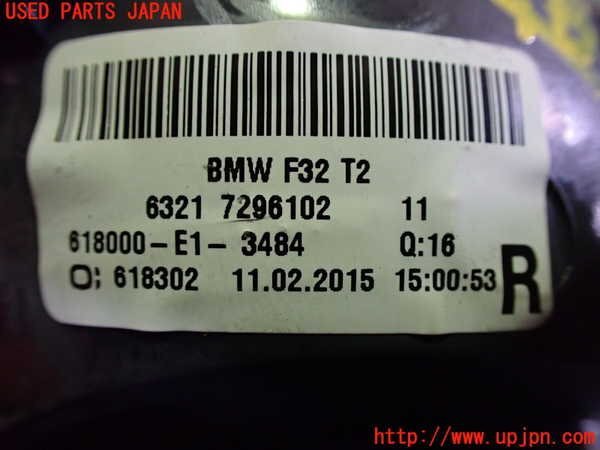 USED PARTS JAPAN
BMW F32 T2
6321 7296102 11
618000-E1-3484 Q:16
O; 618302 11.02.2015 15:00:53 R
http://www.upjpn.com/